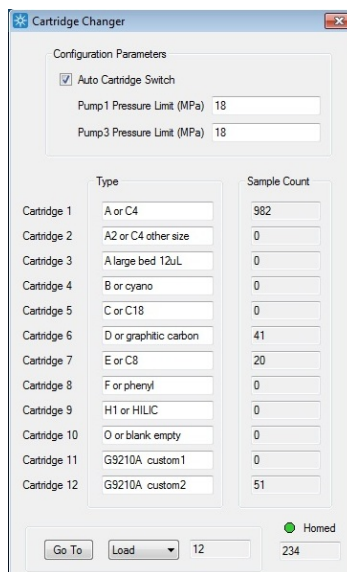 Cartridge Changer
Configuration Parameters
Auto Cartridge Switch
Pump1 Pressure Limit (MPa) 18
Pump3 Pressure Limit (MPa) 18
Type Sample Count
Cartridge 1 A or C4 982
Cartridge 2 A2 or C4 other size 0
Cartridge 3 A large bed 12uL 0
Cartridge 4 B or cyano 0
Cartridge 5 C or C18 0
Cartridge 6 D or graphitic carbon 41
Cartridge 7 E or C8 20
Cartridge 8 F or phenyl 0
Cartridge 9 H1 or HILIC 0
Cartridge 10 O or blank empty 0
Cartridge 11 G9210A custom1 0
Cartridge 12 G9210A custom2 51
Homed
Go To Load 12 234